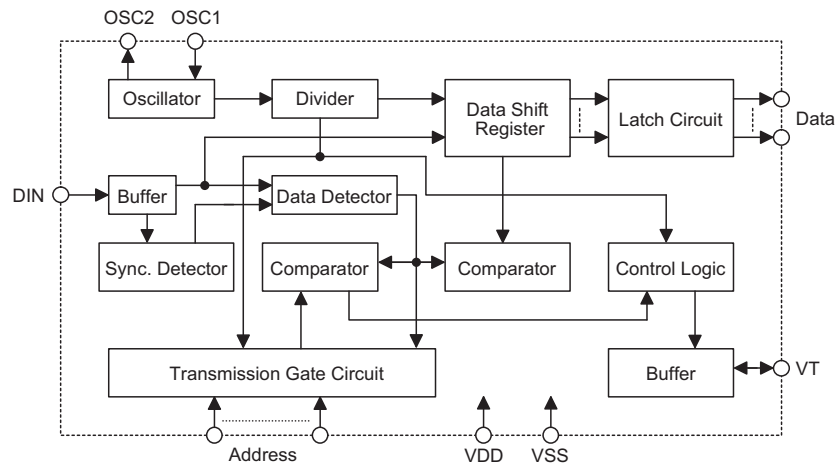 OSC2 OSC1
Oscillator
Divider
Data Shift
Register
Latch Circuit
Data
DIN
Buffer
Data Detector
Sync. Detector
Comparator
Comparator
Control Logic
Transmission Gate Circuit
Buffer
VT
Address
VDD
VSS